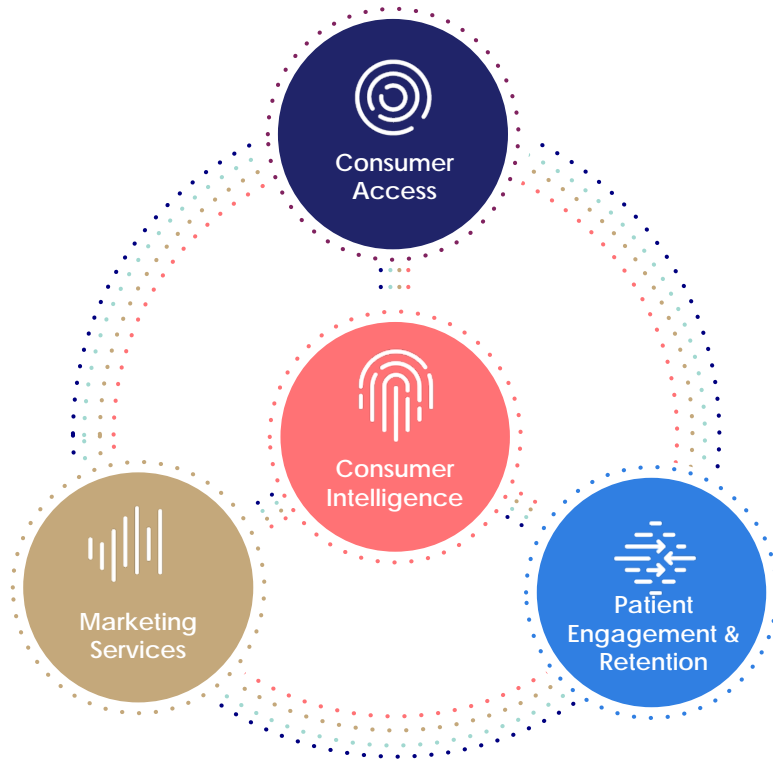 Consumer
Access
Consumer
Intelligence
Marketing
Services
Patient
Engagement &
Retention